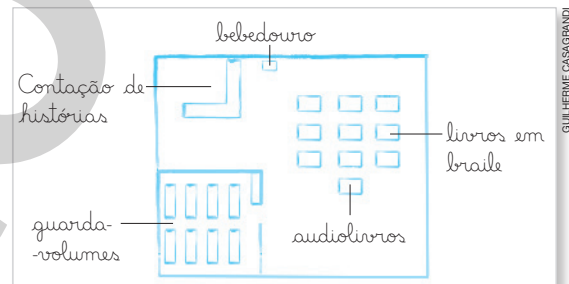 bebedouro
Contação de
histórias
livros em
braile
guarda-
-volumes
audiolivros
GUILHERME CASAGRANDI